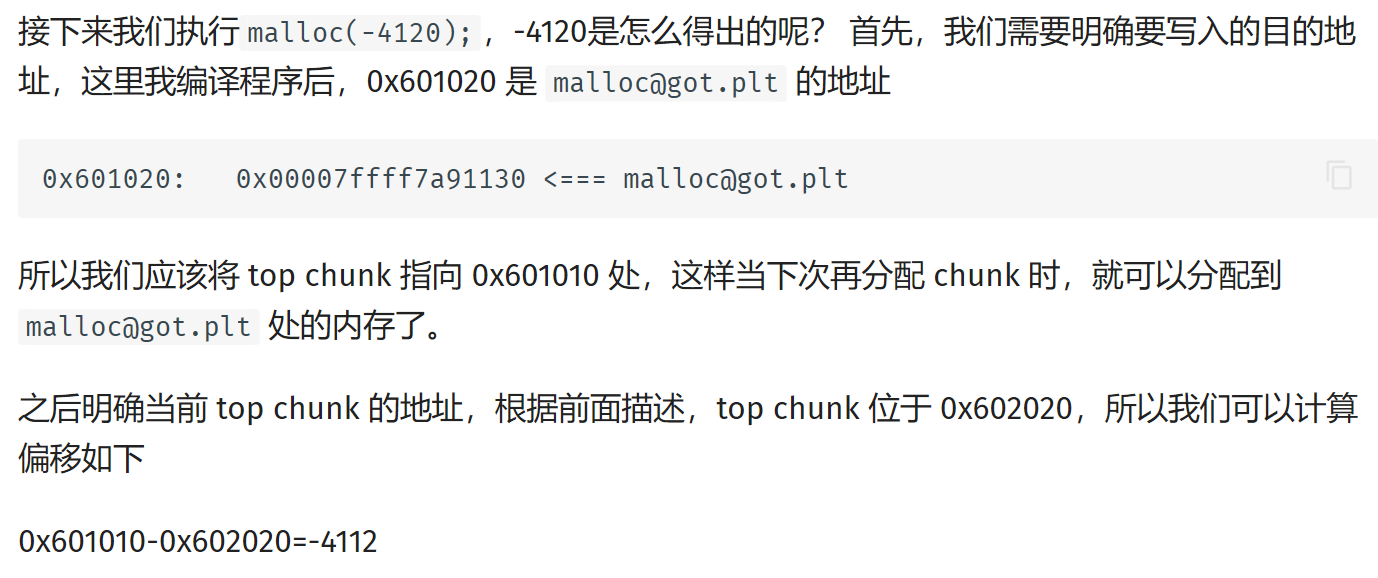 接下来我们执行malloc(-4120);，-4120是怎么得出的呢？ 首先，我们需要明确要写入的目的地
址，这里我编译程序后，0x601020 是 malloc@got.plt 的地址
0x601020:   0x00007ffff7a91130 <=== malloc@got.plt
所以我们应该将 top chunk 指向 0x601010 处，这样当下次再分配 chunk 时，就可以分配到
malloc@got.plt 处的内存了。
之后明确当前 top chunk 的地址，根据前面描述，top chunk 位于 0x602020，所以我们可以计算
偏移如下
0x601010-0x602020=-4112